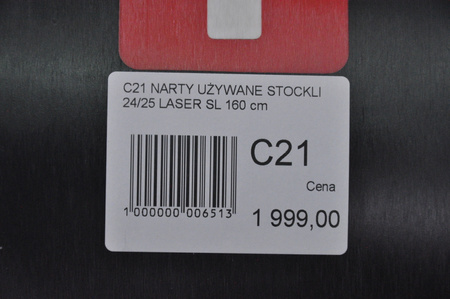 C21 NARTY UŻYWANE STOCKLI
24/25 LASER SL 160 cm
C21
Cena
1 000000 006513
1 999,00